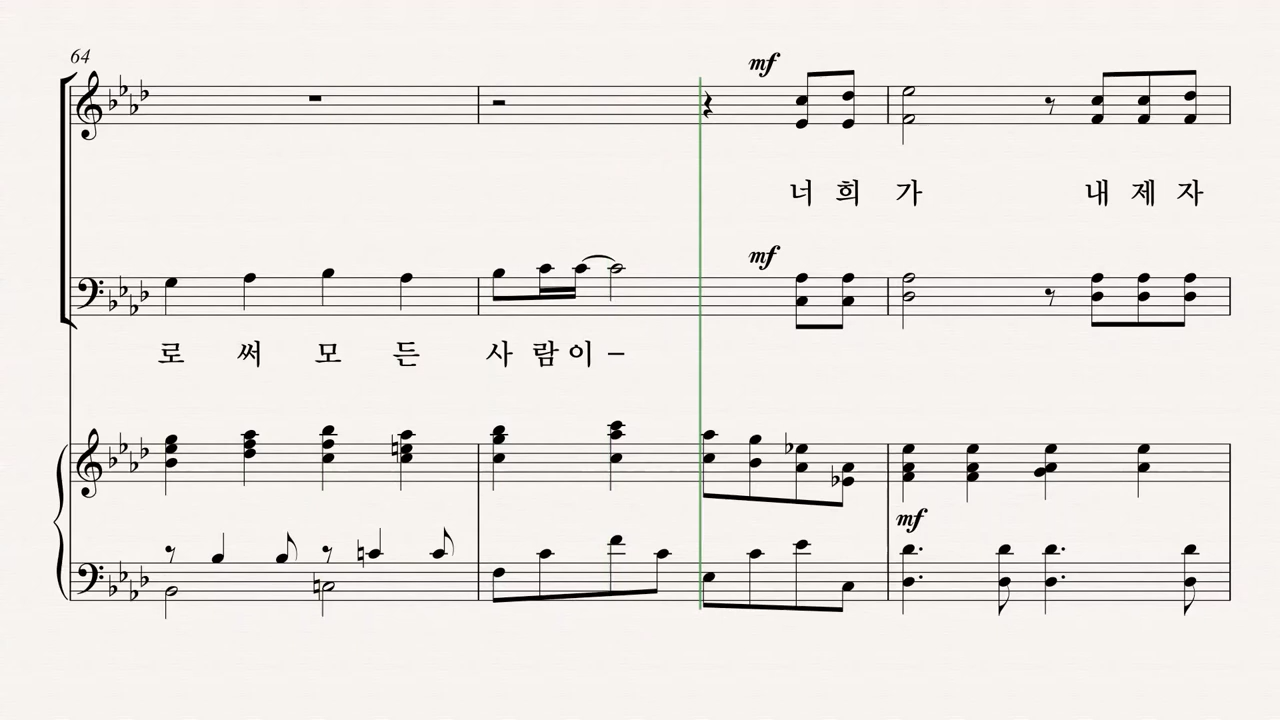 64
mf
너 희 가 내 제 자
mf
로 써 모 든 사 람 이 –
mf